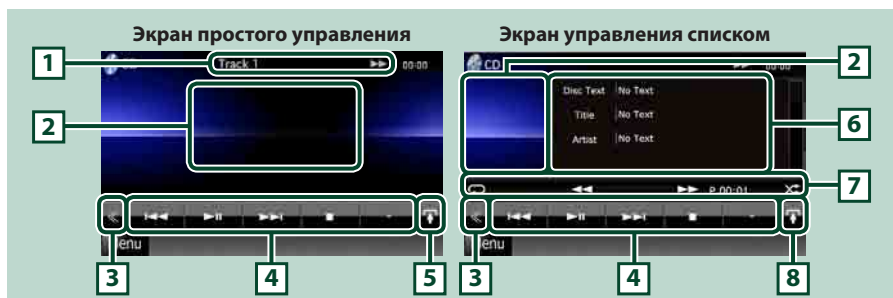 Экран простого управления
Экран управления списком
1
Track 1
00:00
2
CD
2
Disc Text No Text
Title No Text
Artist No Text
6
P 00:01
7
Menu
enu
3
4
5
3
4
8